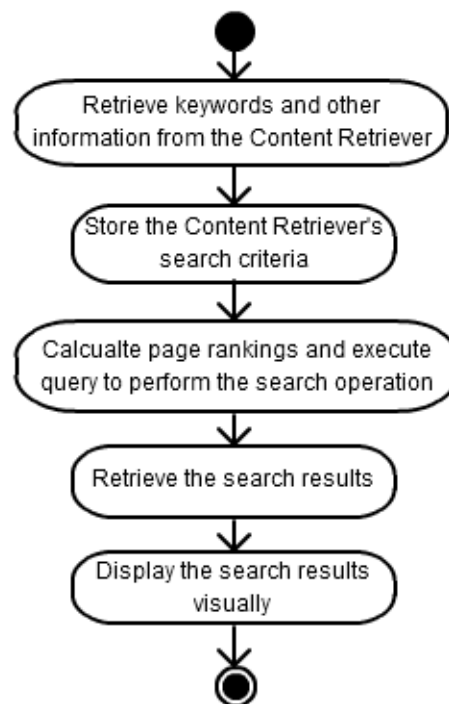 Retrieve keywords and other
information from the Content Retriever
Store the Content Retriever's
search criteria
Calcualte page rankings and execute
query to perform the search operation
Retrieve the search results
Display the search results
visually